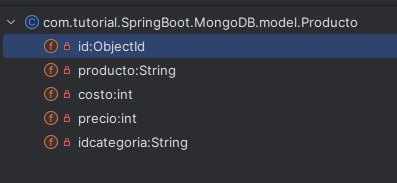 com.tutorial.SpringBoot.MongoDB.model.Producto
id:ObjectId
producto:String
costo:int
precio:int
idcategoria:String